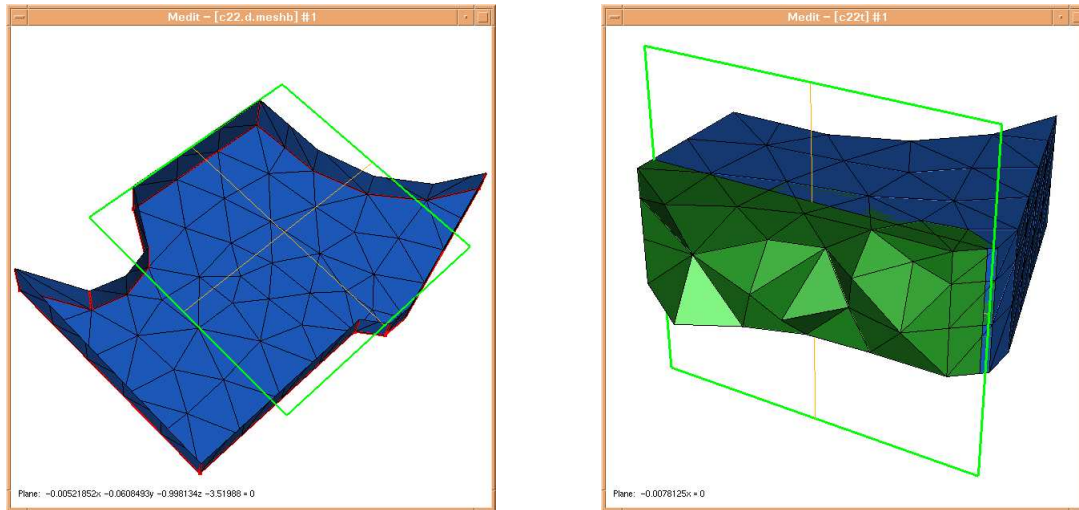 Medit – [c22.d.meshb] #1
Medit – [c22t] #1
Plane: −0.00521852x −0.0608493y −0.998134z −3.51988 = 0
Plane: −0.0078125x = 0